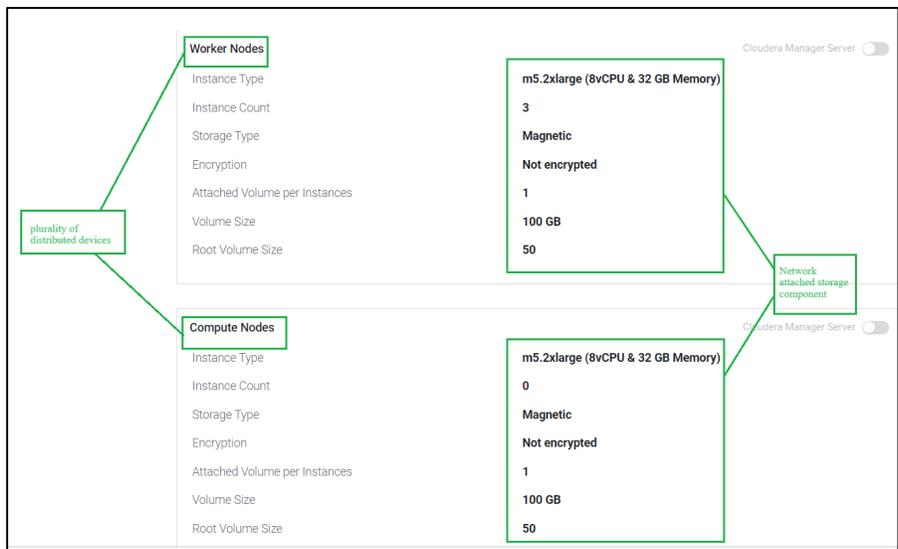 Worker Nodes
Cloudera Manager Server
Instance Type m5.2xlarge (8vCPU & 32 GB Memory)
Instance Count 3
Storage Type Magnetic
Encryption Not encrypted
Attached Volume per Instances 1
Volume Size 100 GB
Root Volume Size 50
plurality of
distributed devices
Network
attached storage
component
Compute Nodes
Cloudera Manager Server
Instance Type m5.2xlarge (8vCPU & 32 GB Memory)
Instance Count 0
Storage Type Magnetic
Encryption Not encrypted
Attached Volume per Instances 1
Volume Size 100 GB
Root Volume Size 50